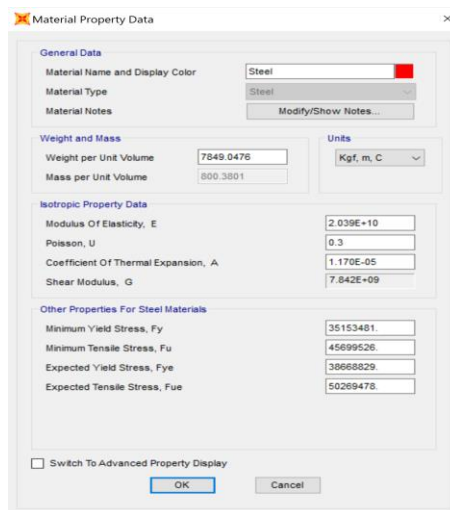 Material Property Data
General Data
Material Name and Display Color Steel
Material Type Steel
Material Notes Modify/Show Notes...
Weight and Mass Units
Weight per Unit Volume 7849.0476 Kgf, m, C
Mass per Unit Volume 800.3801
Isotropic Property Data
Modulus Of Elasticity, E 2.039E+10
Poisson, U 0.3
Coefficient Of Thermal Expansion, A 1.170E-05
Shear Modulus, G 7.842E+09
Other Properties For Steel Materials
Minimum Yield Stress, Fy 35153481.
Minimum Tensile Stress, Fu 45699526.
Expected Yield Stress, Fye 38668829.
Expected Tensile Stress, Fue 50269478.
Switch To Advanced Property Display
OK Cancel